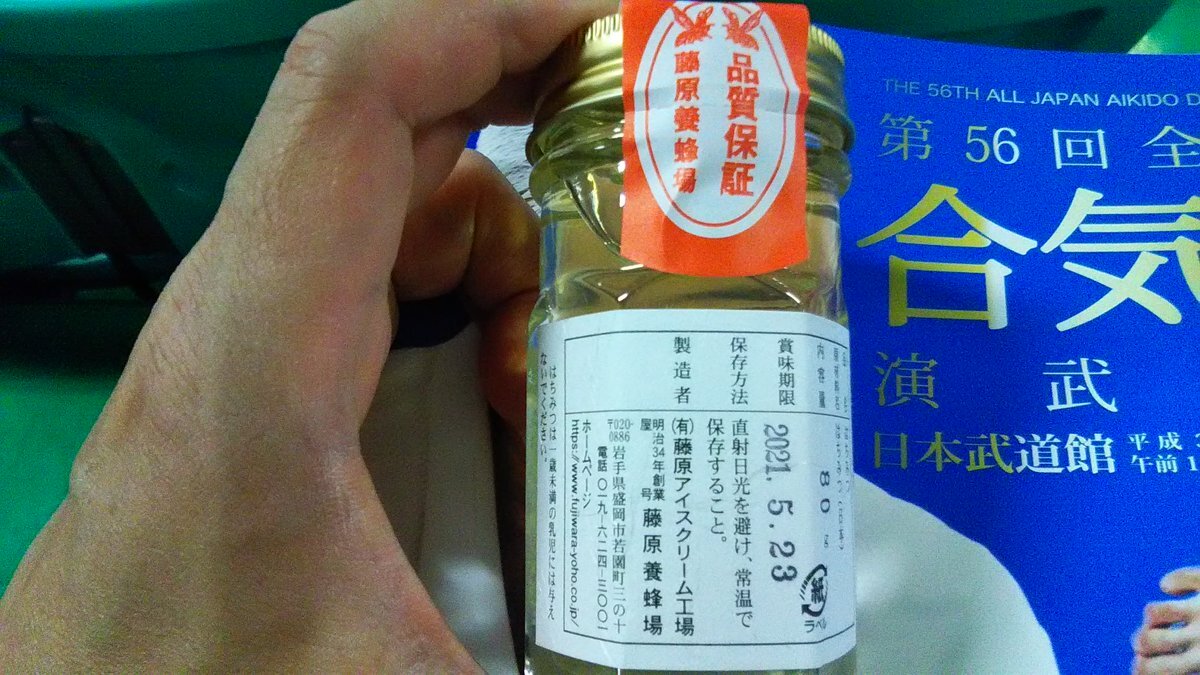 品質保証
藤原養蜂場
内容量 80g
賞味期限 2021.5.23
保存方法 直射日光を避け、常温で
保存すること。
製造者 (有)藤原アイスクリーム工場
明治34年創業
屋号 藤原養蜂場
〒020-0886 岩手県盛岡市若園町三の十
電話 〇一九-六二四-三〇〇一
ホームページ
https://www.fujiwara-yoho.co.jp/
はちみつは一歳未満の乳児には与え
ないでください。
紙
ラベル
THE 56TH ALL JAPAN AIKIDO D
第56回全
合気
演武
日本武道館
平成
午前1